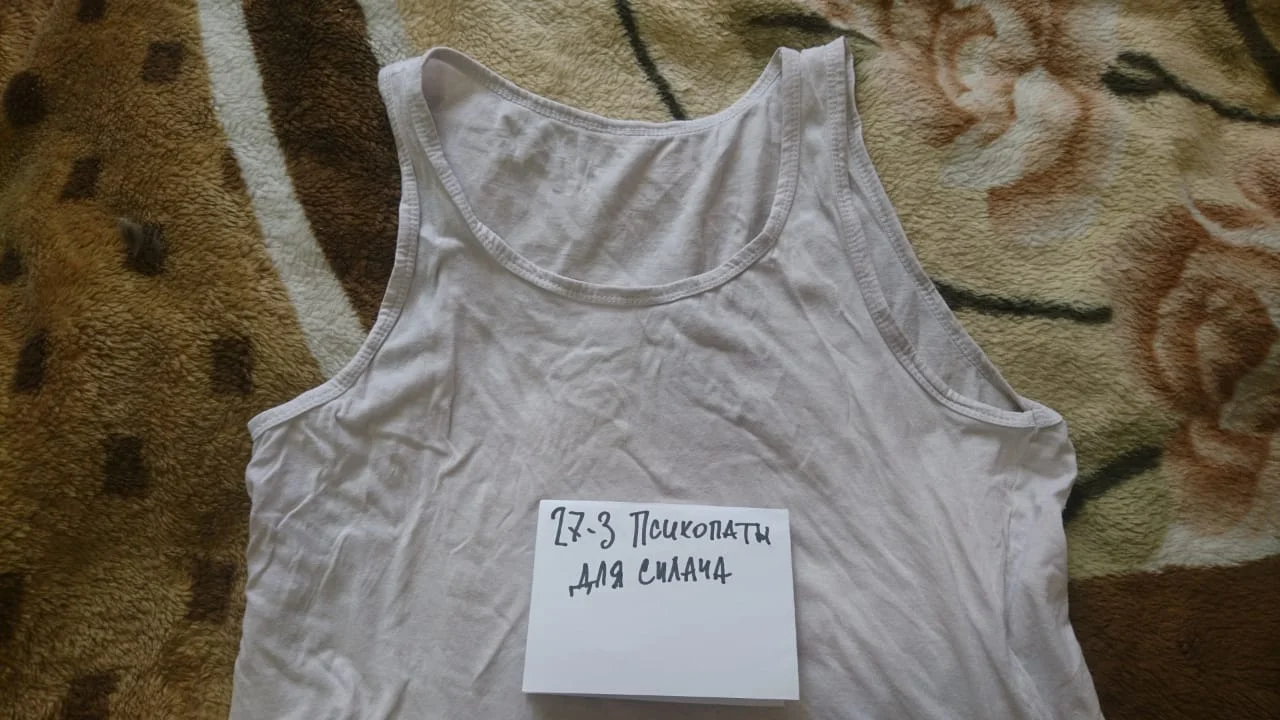 27-3 Психопаты
для силача